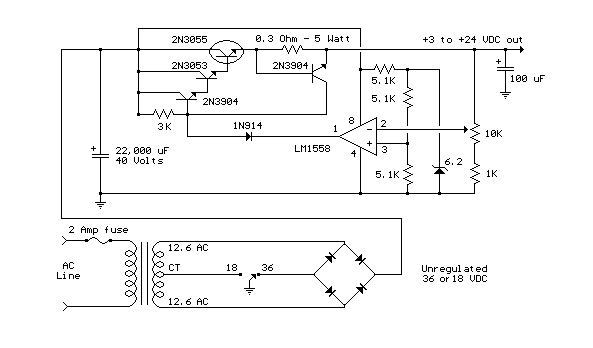 2N3055
0.3 Ohm - 5 Watt
+3 to +24 VDC out
2N3053
2N3904
+
100 uF
5.1K
5.1K
2N3904
3K
1N914
1
8
2
-
+
3
4
LM1558
10K
+
22,000 uF
40 Volts
5.1K
6.2
1K
2 Amp fuse
12.6 AC
AC
Line
CT
18
36
Unregulated
36 or 18 VDC
12.6 AC